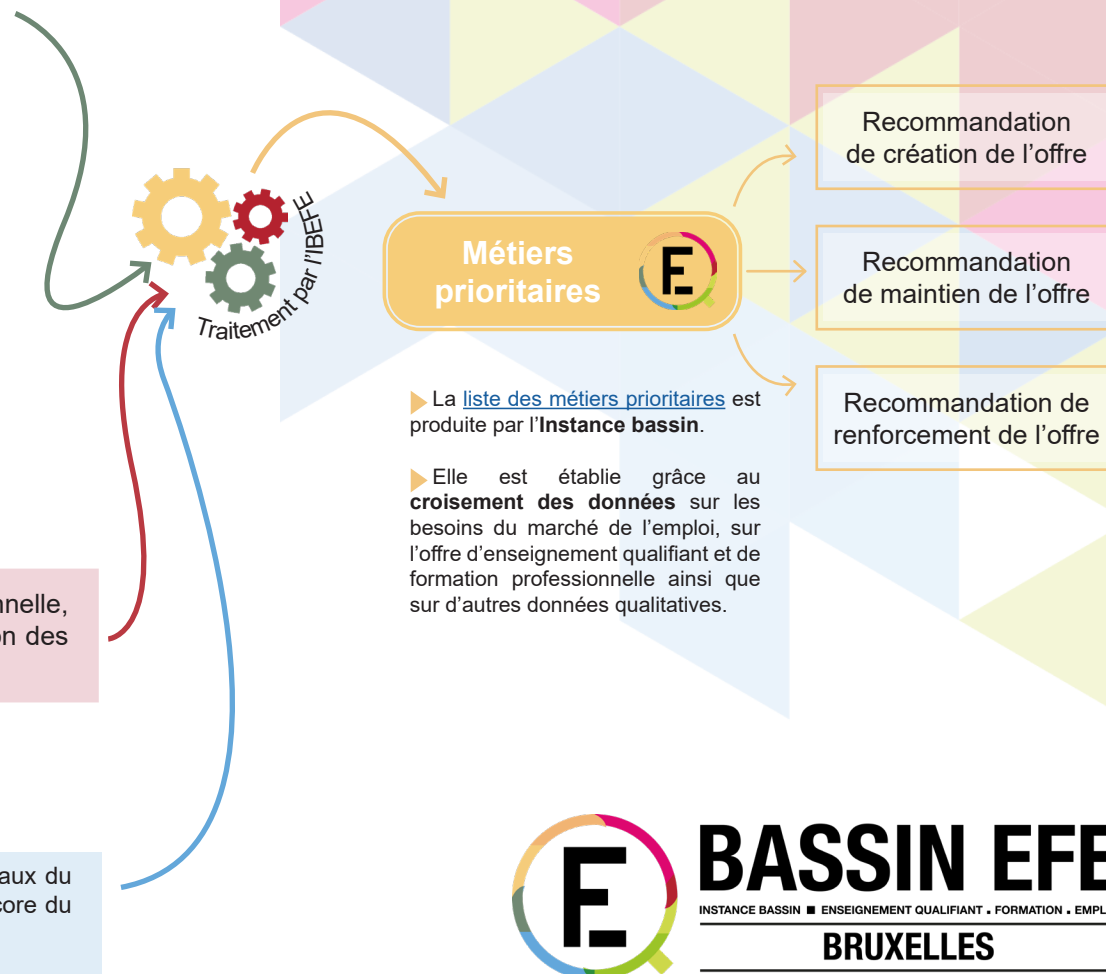 Recommandation
de création de l'offre
Traitement par l'IBEFE
Métiers
prioritaires
Recommandation
de maintien de l'offre
La liste des métiers prioritaires est
produite par l'Instance bassin.
Recommandation de
renforcement de l'offre
Elle est établie grâce au
croisement des données sur les
besoins du marché de l'emploi, sur
l'offre d'enseignement qualifiant et de
formation professionnelle ainsi que
sur d'autres données qualitatives.
nnelle,
n des
aux du
core du
BASSIN EFE
INSTANCE BASSIN ■ ENSEIGNEMENT QUALIFIANT . FORMATION . EMPL
BRUXELLES